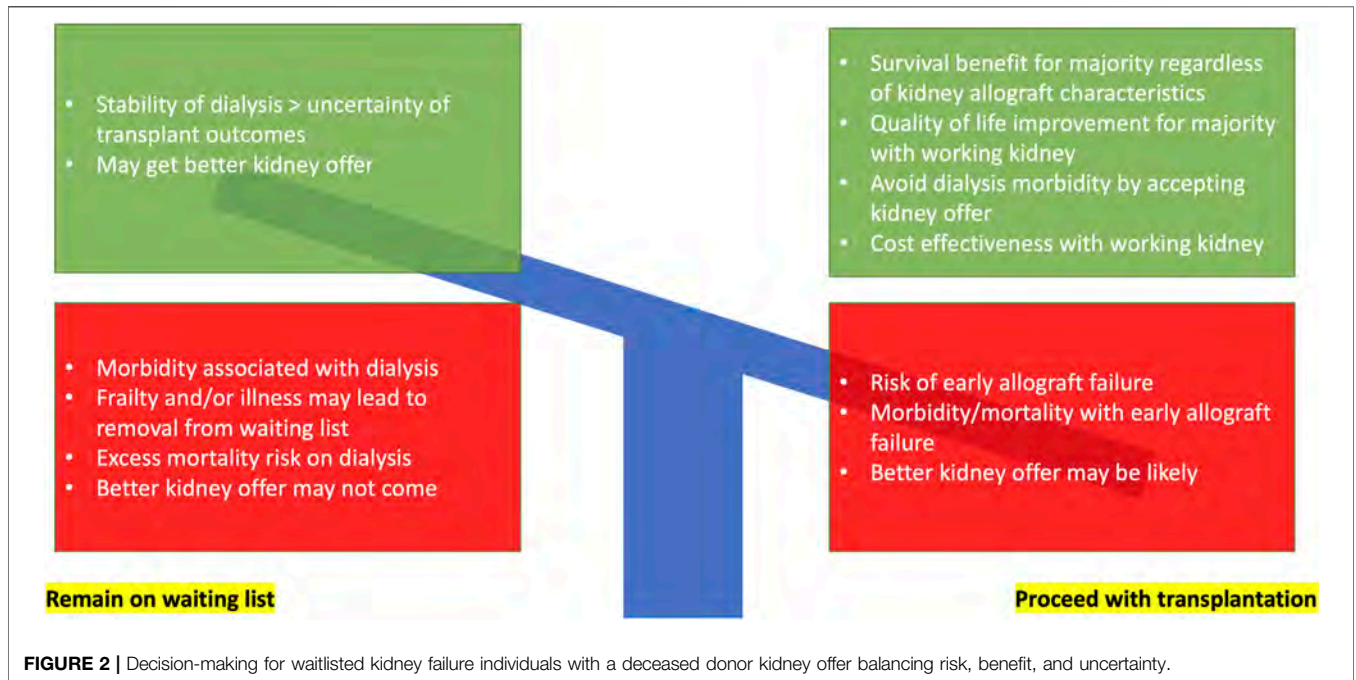 • Stability of dialysis > uncertainty of
transplant outcomes
• May get better kidney offer
• Survival benefit for majority regardless
of kidney allograft characteristics
• Quality of life improvement for majority
with working kidney
• Avoid dialysis morbidity by accepting
kidney offer
• Cost effectiveness with working kidney
• Morbidity associated with dialysis
• Frailty and/or illness may lead to
removal from waiting list
• Excess mortality risk on dialysis
• Better kidney offer may not come
• Risk of early allograft failure
• Morbidity/mortality with early allograft
failure
• Better kidney offer may be likely
Remain on waiting list
Proceed with transplantation
FIGURE 2 | Decision-making for waitlisted kidney failure individuals with a deceased donor kidney offer balancing risk, benefit, and uncertainty.